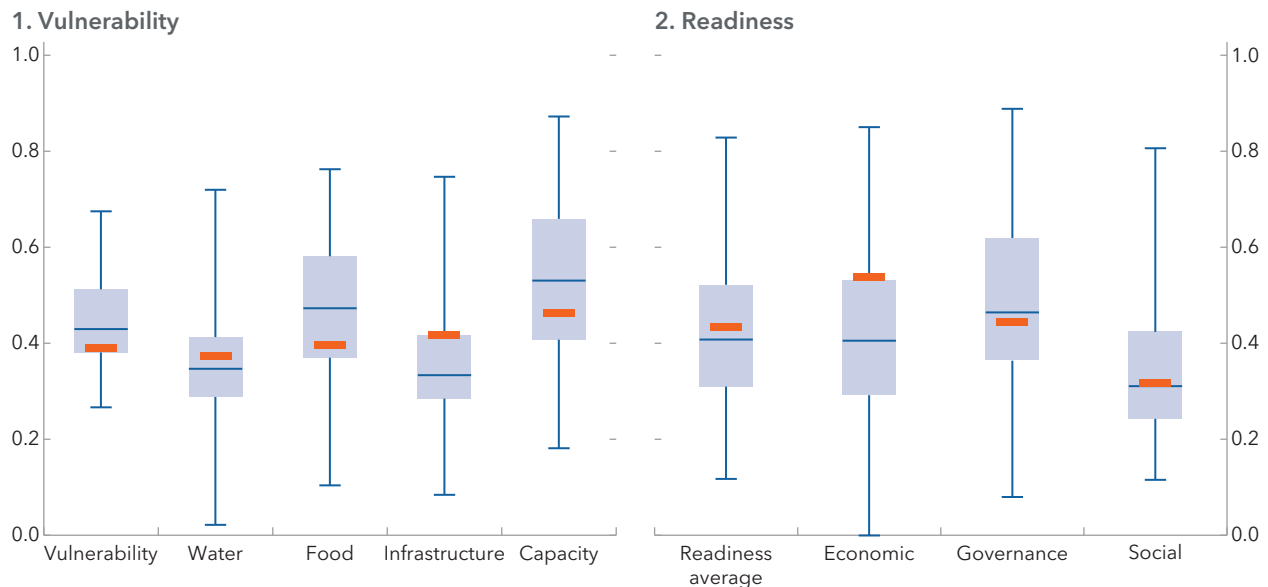 1. Vulnerability
1.0
0.8
0.6
0.4
0.2
0.0
Vulnerability Water Food Infrastructure Capacity
2. Readiness
1.0
0.8
0.6
0.4
0.2
0.0
Readiness Economic Governance Social
average